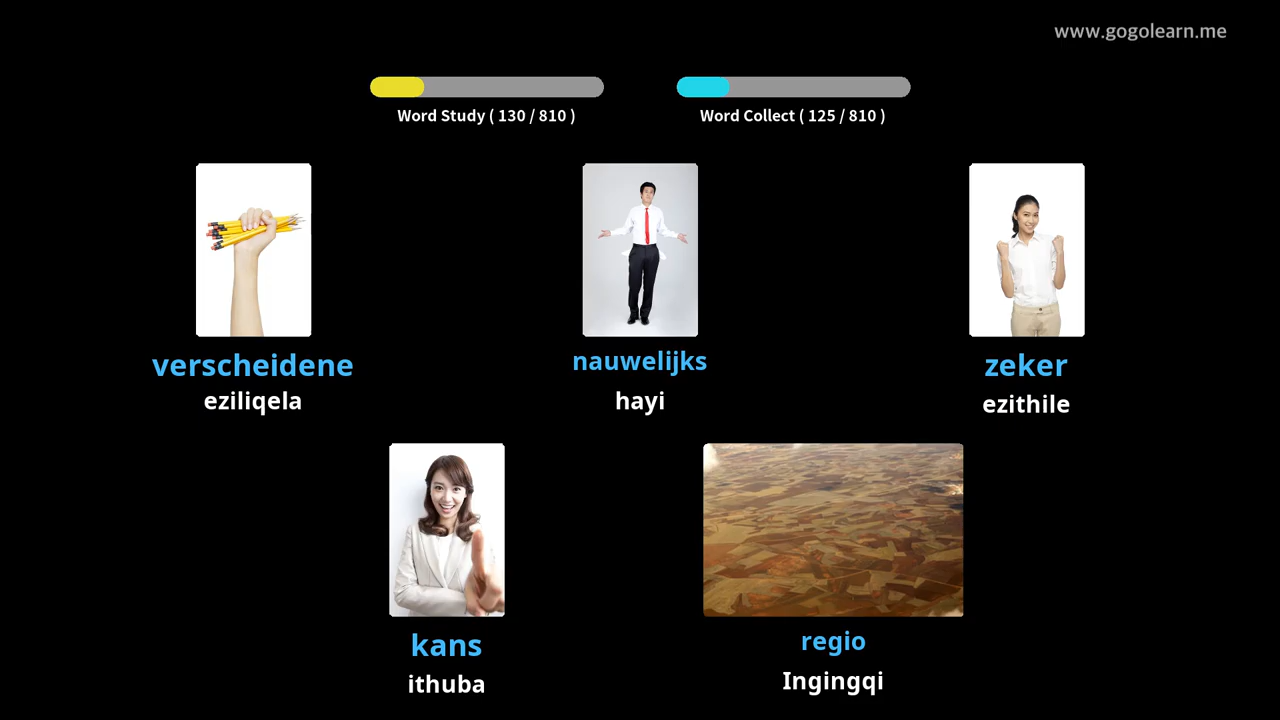 www.gogolearn.me
Word Study ( 130 / 810 )
Word Collect ( 125 / 810 )
verscheidene
eziliqela
nauwelijks
hayi
zeker
ezithile
kans
ithuba
regio
Ingingqi